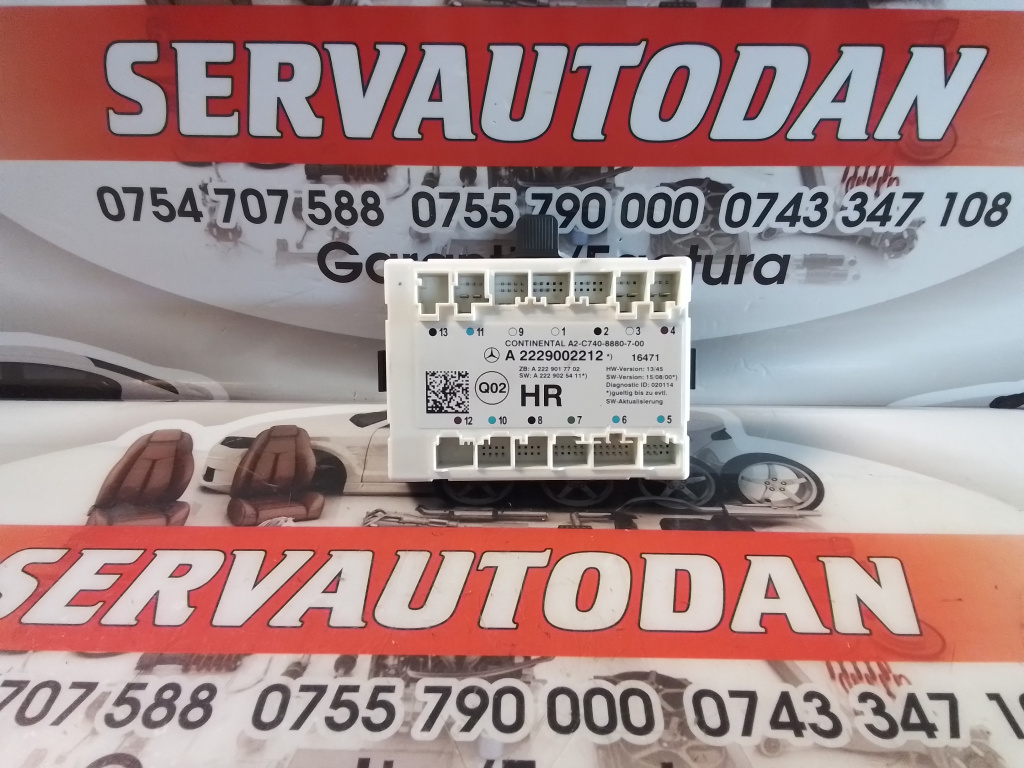 SERVAUTODAN
0754 707 588 0755 790 000 0743 347 108
Garantie/Factura
13 11 9 1 2 3 4
CONTINENTAL A2-C740-8880-7-00
A 2229002212 *) 16471
ZB: A 222 901 77 02
SW: A 222 902 54 11*)
HW-Version: 13/45
SW-Version: 15/08/00*)
Diagnostic ID: 020114
*)gueltig bis zu evtl.
SW-Aktualisierung
Q02
HR
12 10 8 7 6 5
SERVAUTODAN
707 588 0755 790 000 0743 347 1